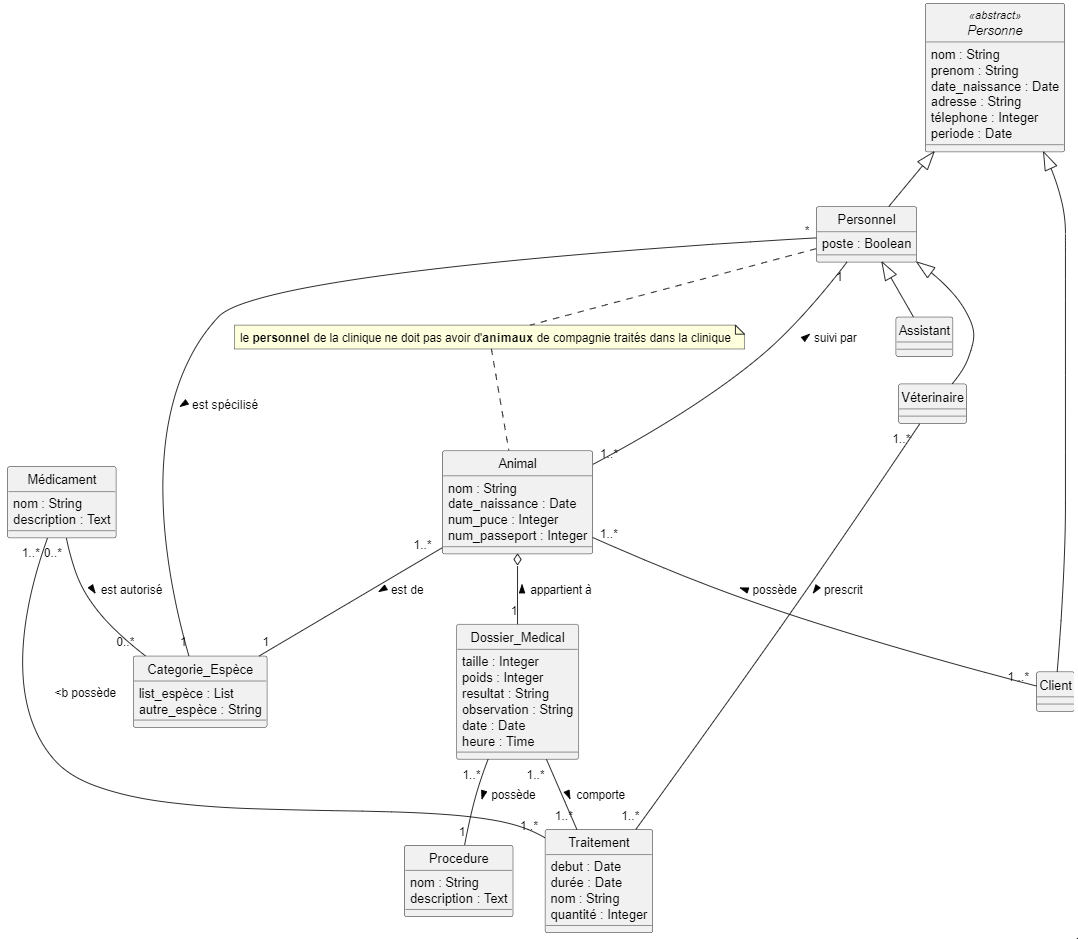 «abstract»
Personne
nom : String
prenom : String
date_naissance : Date
adresse : String
télephone : Integer
periode : Date
Personnel
poste : Boolean
*
1
Assistant
le personnel de la clinique ne doit pas avoir d'animaux de compagnie traités dans la clinique
suivi par
Véterinaire
1..*
est spécilisé
Animal
nom : String
date_naissance : Date
num_puce : Integer
num_passeport : Integer
1..*
1..*
1..*
Médicament
nom : String
description : Text
1..*
0..*
est autorisé
est de
appartient à
possède
prescrit
0..*
1
1
1
Categorie_Espèce
list_espèce : List
autre_espèce : String
<b possède
Dossier_Medical
taille : Integer
poids : Integer
resultat : String
observation : String
date : Date
heure : Time
1..*
Client
1..*
1..*
possède
comporte
1
1..*
1..*
1..*
Procedure
nom : String
description : Text
Traitement
debut : Date
durée : Date
nom : String
quantité : Integer